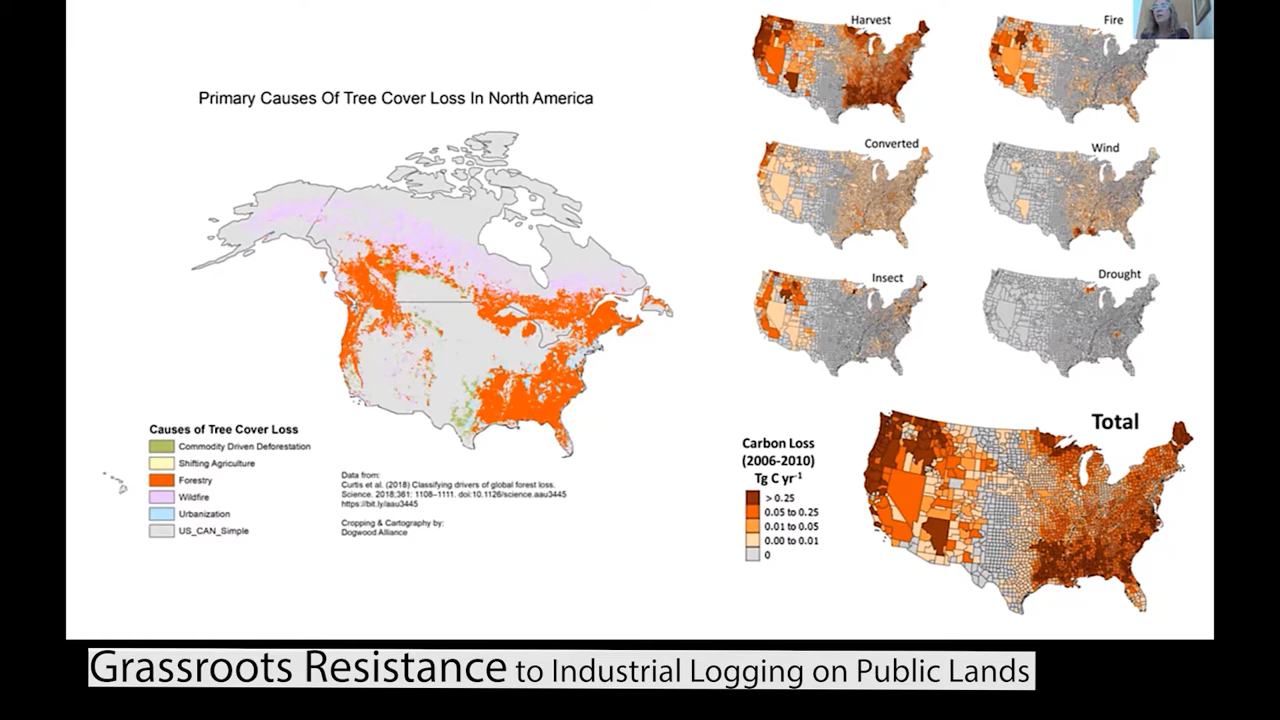 Primary Causes Of Tree Cover Loss In North America
Causes of Tree Cover Loss
Commodity Driven Deforestation
Shifting Agriculture
Forestry
Wildfire
Urbanization
US_CAN_Simple
Data from:
Curtis et al. (2018) Classifying drivers of global forest loss.
Science. 2018;361: 1108–1111. doi:10.1126/science.aau3445
https://bit.ly/aau3445
Cropping & Cartography by:
Dogwood Alliance
Harvest
Fire
Converted
Wind
Insect
Drought
Total
Carbon Loss
(2006-2010)
Tg C yr⁻¹
> 0.25
0.05 to 0.25
0.01 to 0.05
0.00 to 0.01
0
Grassroots Resistance to Industrial Logging on Public Lands